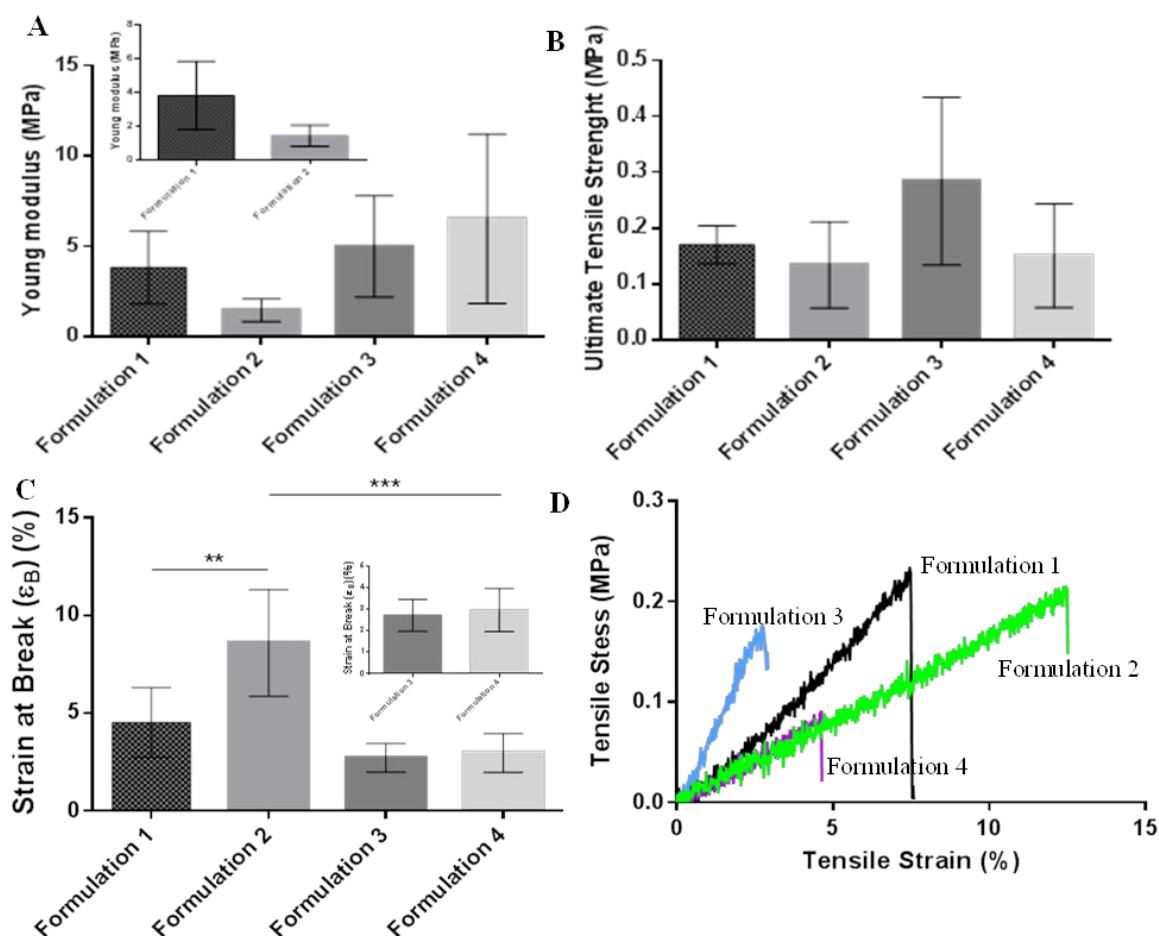 A
Young modulus (MPa)
15
10
5
0
Formulation 1
Formulation 2
Formulation 3
Formulation 4
Young modulus (MPa)
8
6
4
2
0
Formulation 1
Formulation 2
B
Ultimate Tensile Strenght (MPa)
0.5
0.4
0.3
0.2
0.1
0.0
Formulation 1
Formulation 2
Formulation 3
Formulation 4
C
Strain at Break (εB) (%)
15
10
5
0
**
***
Formulation 1
Formulation 2
Formulation 3
Formulation 4
Strain at Break (εB) (%)
5
4
3
2
1
0
Formulation 3
Formulation 4
D
Tensile Stess (MPa)
0.3
0.2
0.1
0.0
Formulation 1
Formulation 3
Formulation 2
Formulation 4
0
5
10
15
Tensile Strain (%)